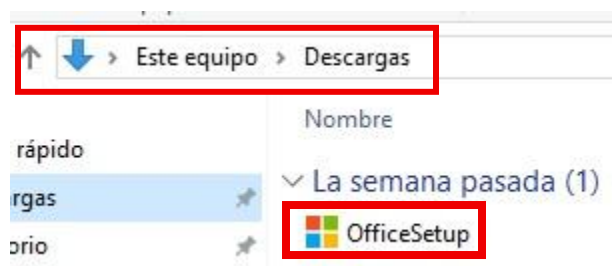 Este equipo > Descargas
Nombre
rápido
La semana pasada (1)
rgas
OfficeSetup
orio